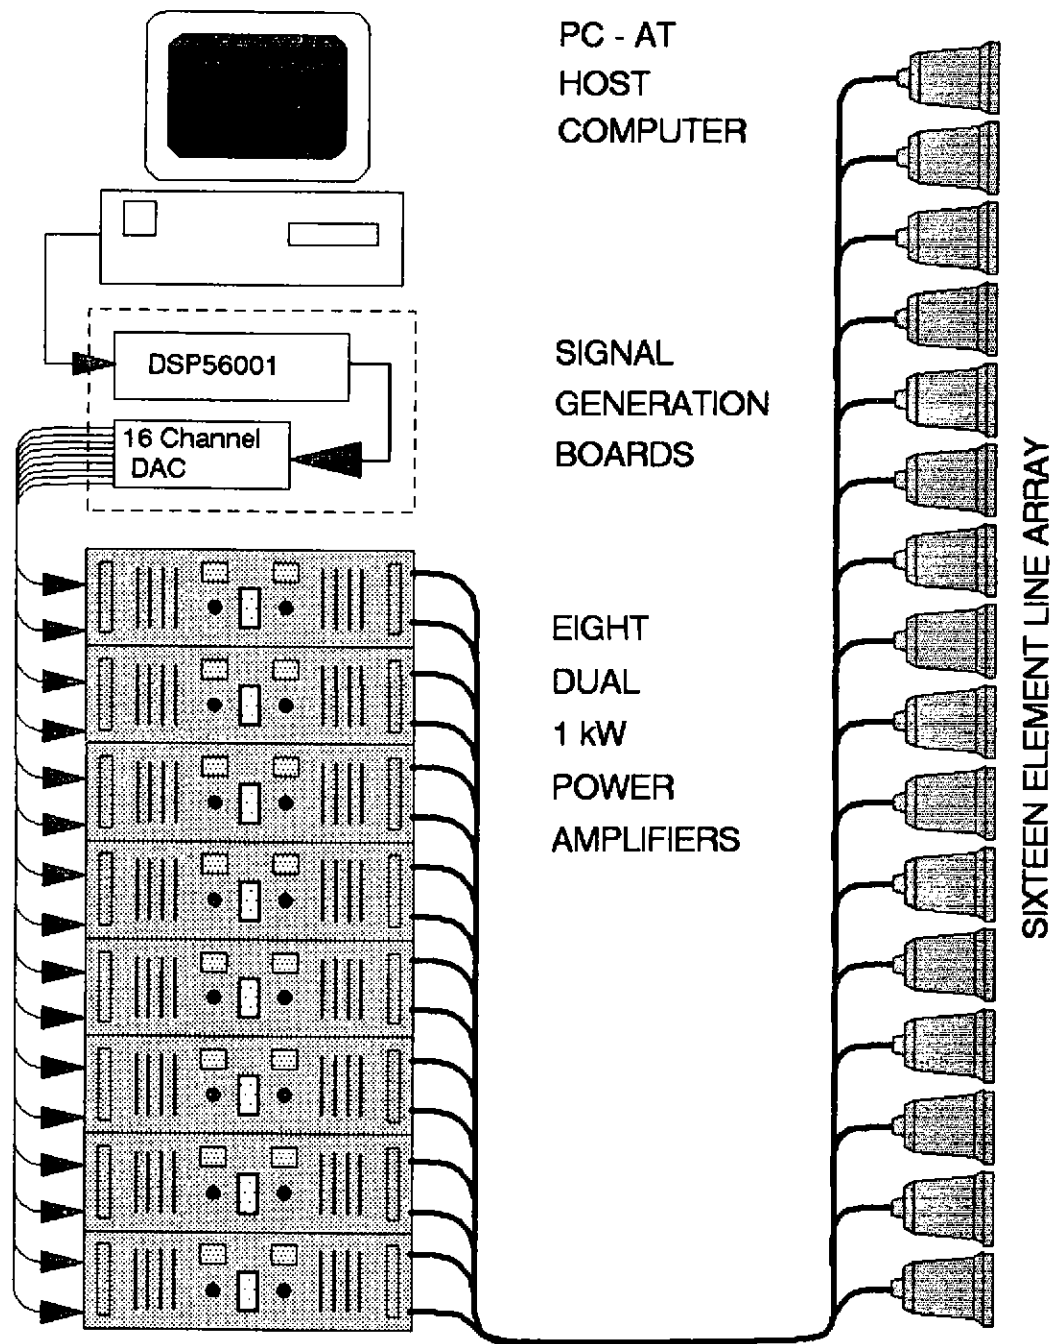 PC - AT
HOST
COMPUTER
DSP56001
16 Channel
DAC
SIGNAL
GENERATION
BOARDS
EIGHT
DUAL
1 kW
POWER
AMPLIFIERS
SIXTEEN ELEMENT LINE ARRAY